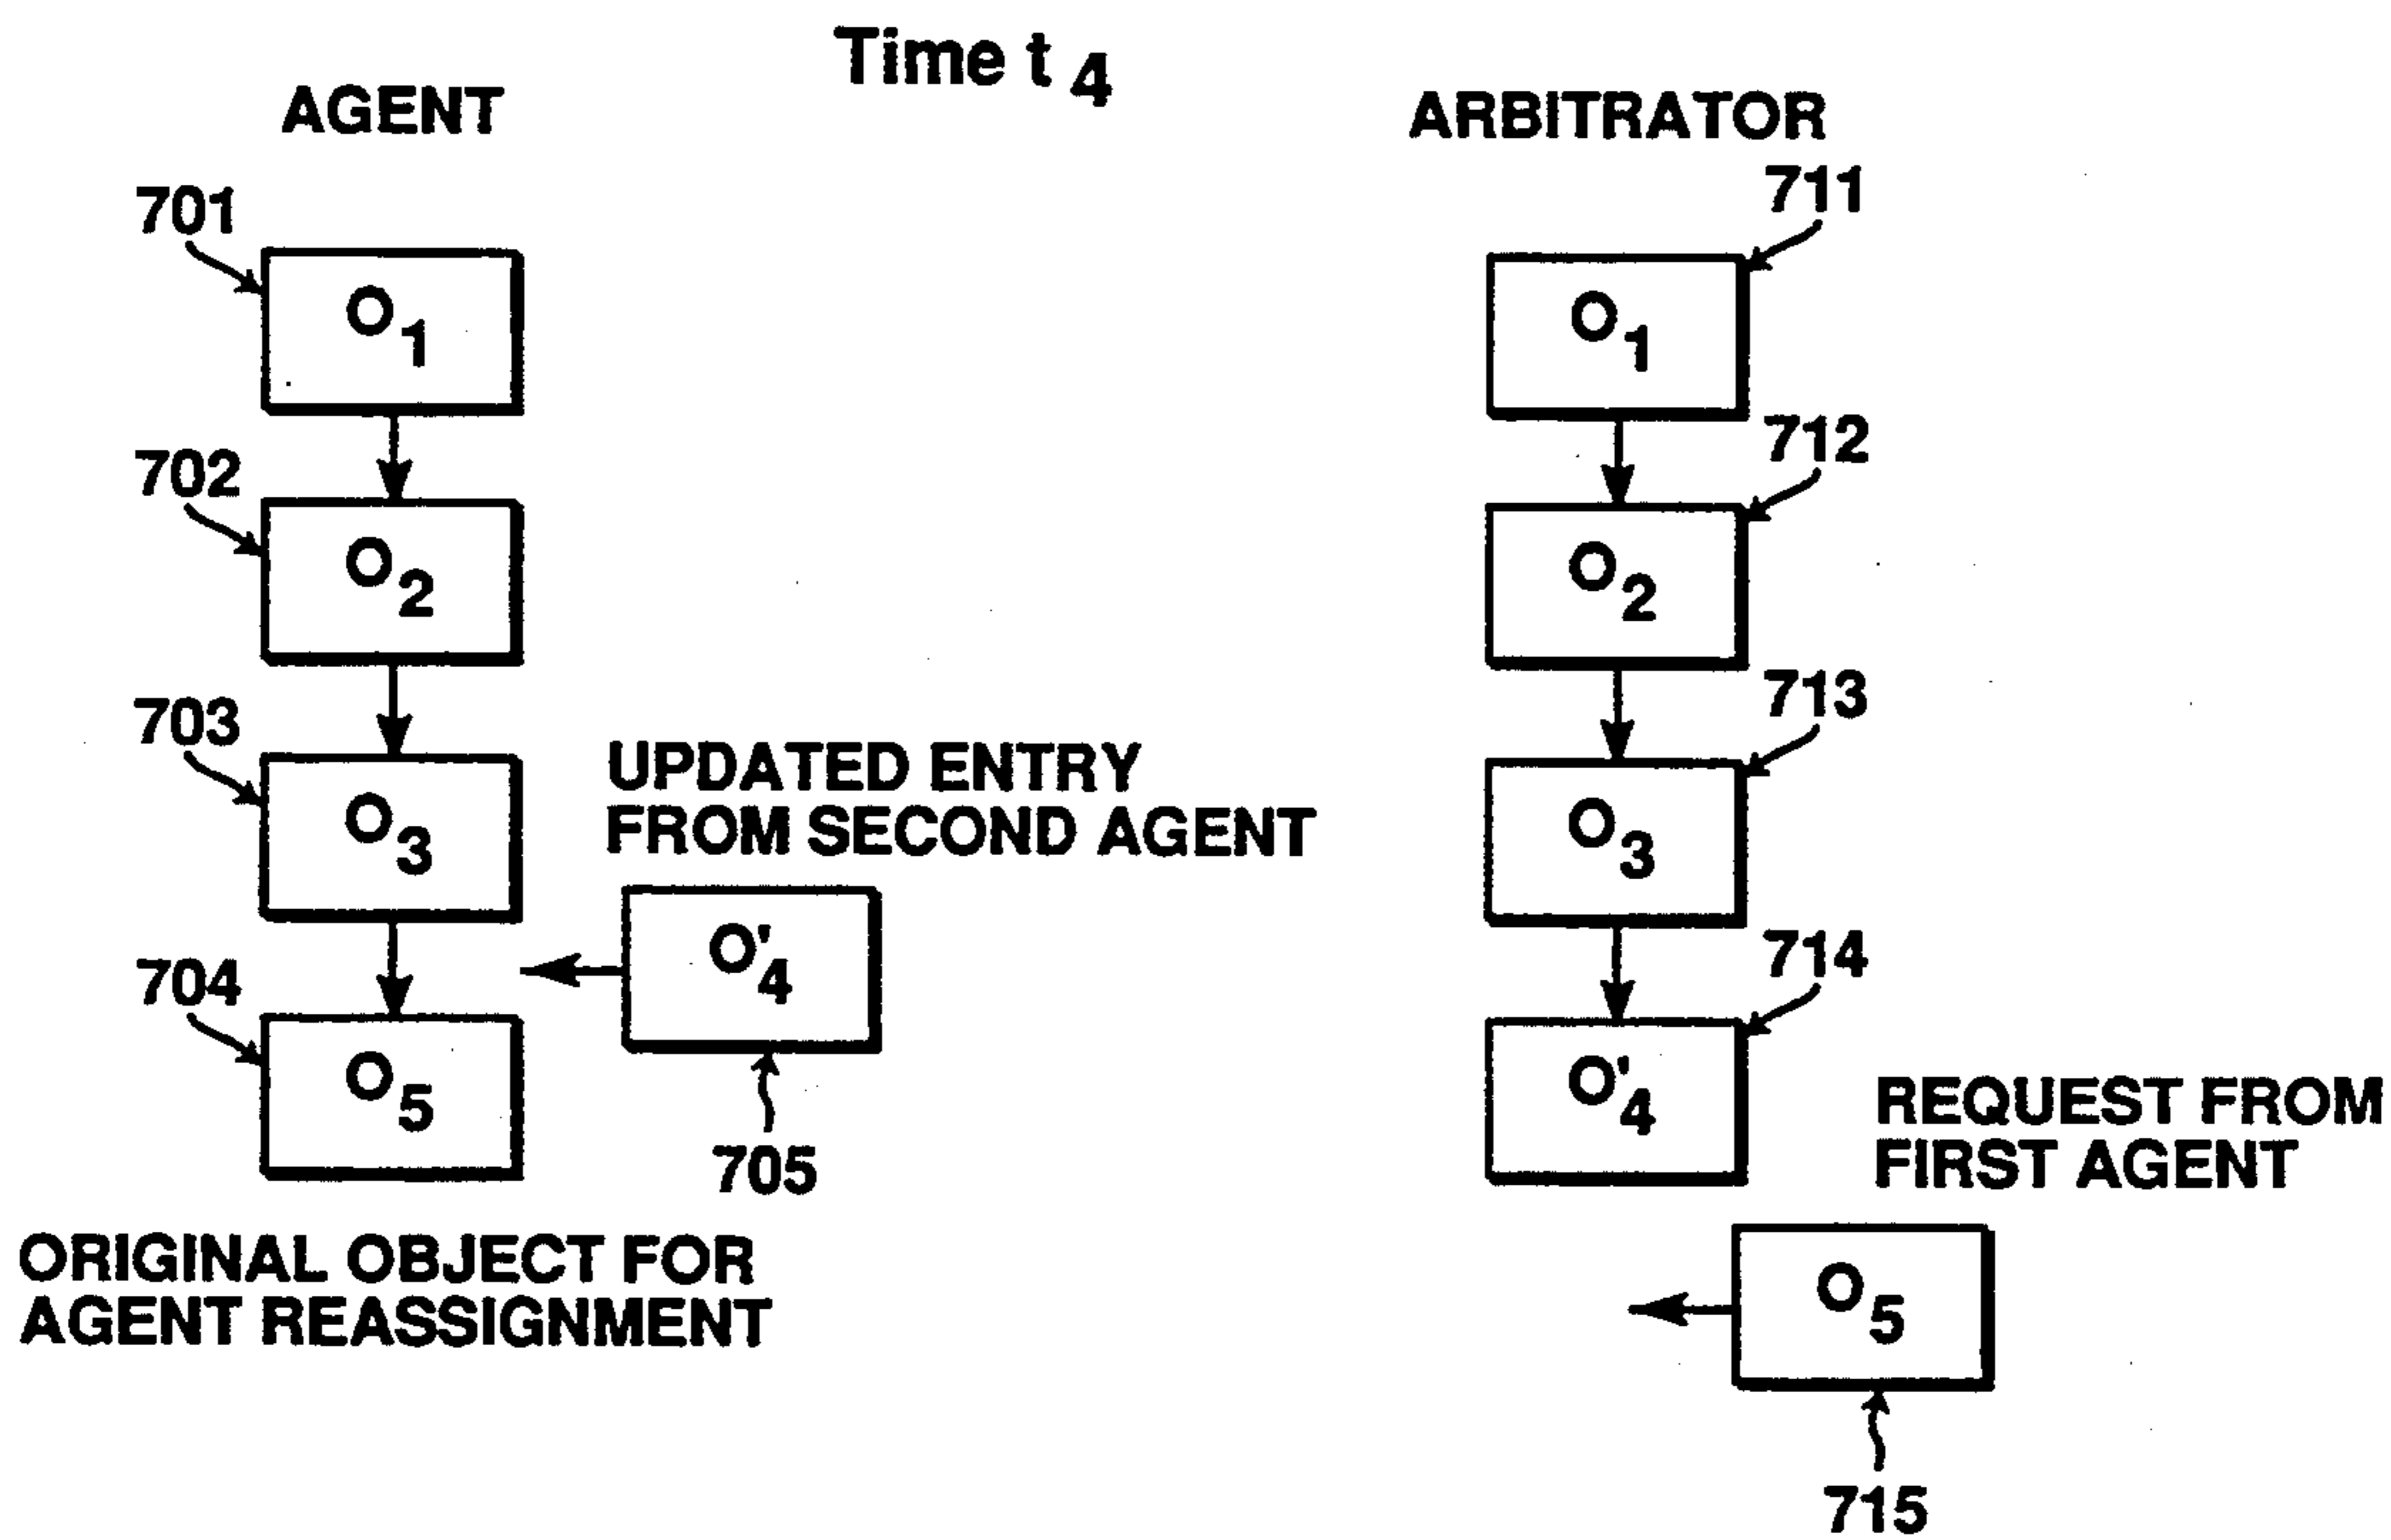 Time t 4
AGENT
701
O1
702
O2
703
O3
704
O5
UPDATED ENTRY
FROM SECOND AGENT
O'4
705
ORIGINAL OBJECT FOR
AGENT REASSIGNMENT
ARBITRATOR
711
O1
712
O2
713
O3
714
O'4
REQUEST FROM
FIRST AGENT
O5
715